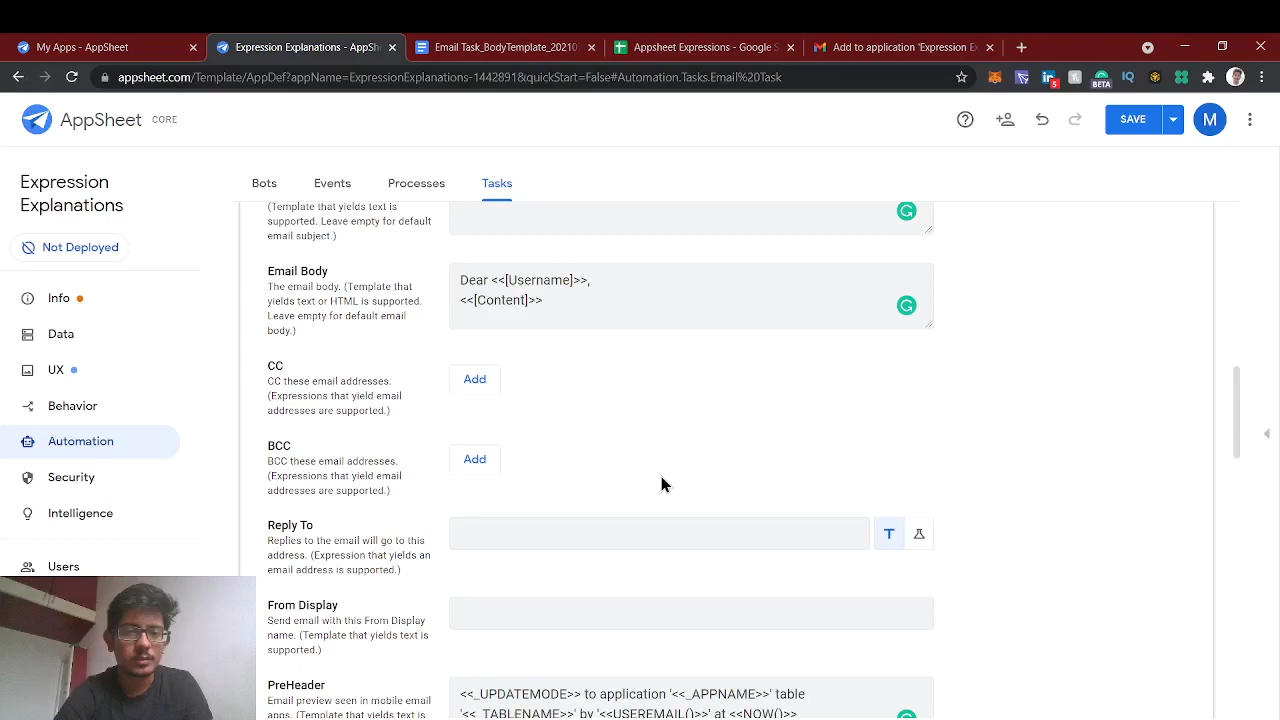 My Apps - AppSheet
Expression Explanations - AppSh
Email Task_BodyTemplate_20210
Appsheet Expressions - Google S
Add to application 'Expression E
appsheet.com/Template/AppDef?appName=ExpressionExplanations-1442891&quickStart=False#Automation.Tasks.Email%20Task
5
BETA
IQ
AppSheet CORE
SAVE
M
Expression
Explanations
Not Deployed
Info
Data
UX
Behavior
Automation
Security
Intelligence
Users
Bots
Events
Processes
Tasks
(Template that yields text is
supported. Leave empty for default
email subject.)
Email Body
The email body. (Template that
yields text or HTML is supported.
Leave empty for default email
body.)
Dear <<[Username]>>,
<<[Content]>>
CC
CC these email addresses.
(Expressions that yield email
addresses are supported.)
Add
BCC
BCC these email addresses.
(Expressions that yield email
addresses are supported.)
Add
Reply To
Replies to the email will go to this
address. (Expression that yields an
email address is supported.)
T
From Display
Send email with this From Display
name. (Template that yields text is
supported.)
PreHeader
Email preview seen in mobile email
apps. (Template that yields text is
<<_UPDATEMODE>> to application '<<_APPNAME>>' table
'<<_TABLENAME>>' by '<<USEREMAIL()>>' at <<NOW()>>